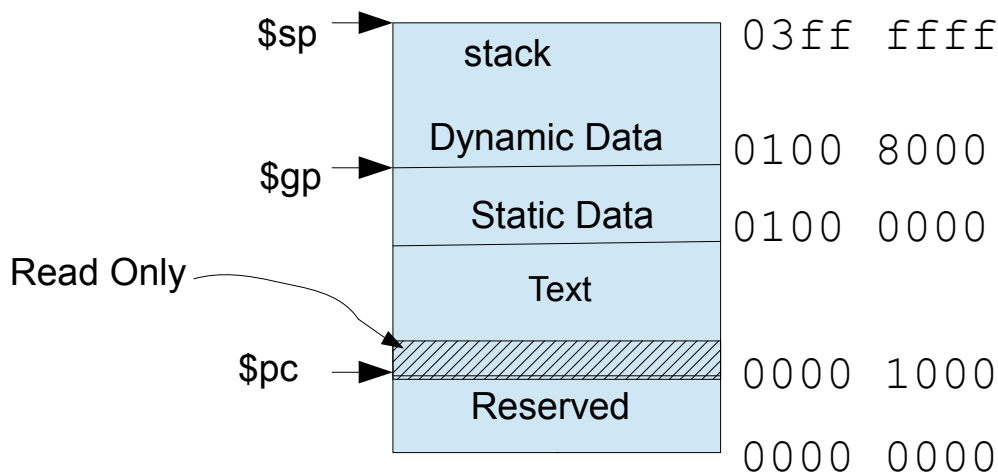 $sp
03ff ffff
stack
Dynamic Data
0100 8000
$gp
Static Data
0100 0000
Read Only
Text
$pc
0000 1000
Reserved
0000 0000